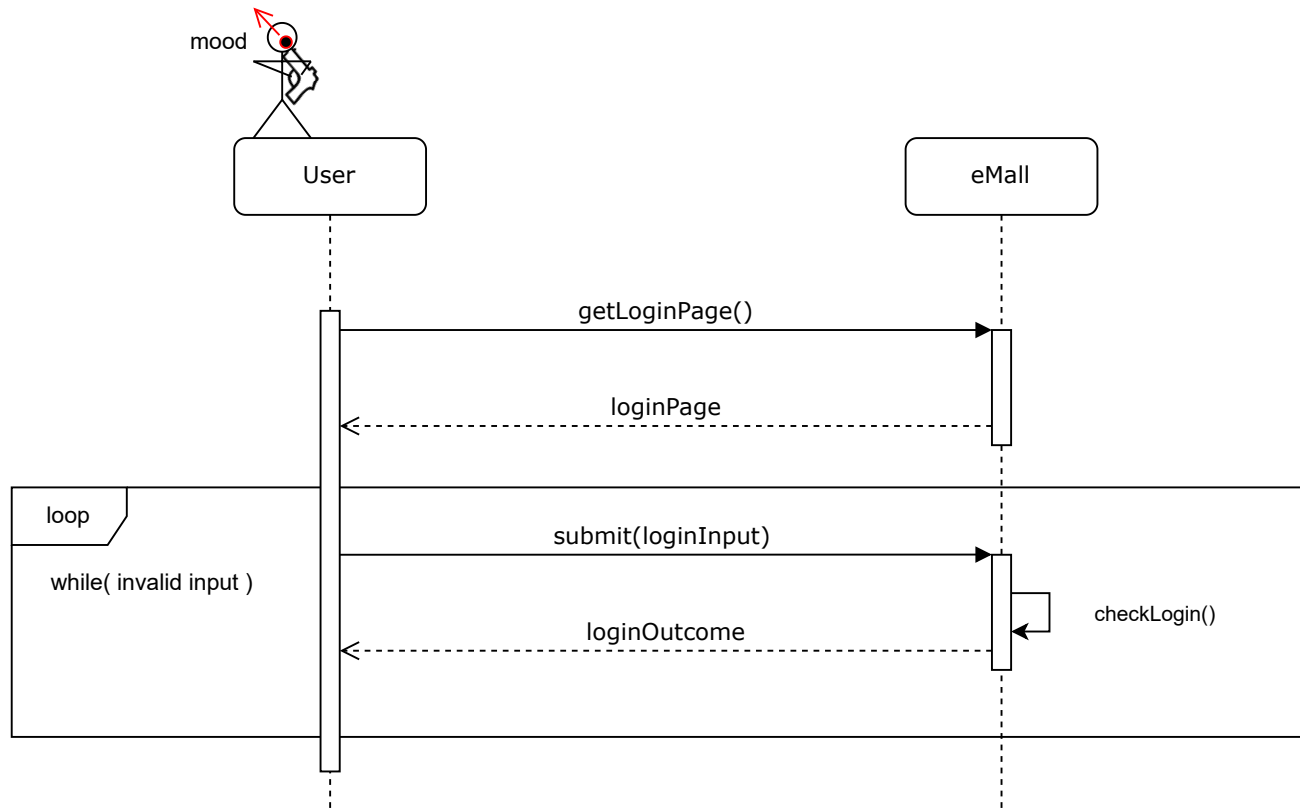 mood
User
eMall
getLoginPage()
loginPage
loop
submit(loginInput)
while( invalid input )
checkLogin()
loginOutcome